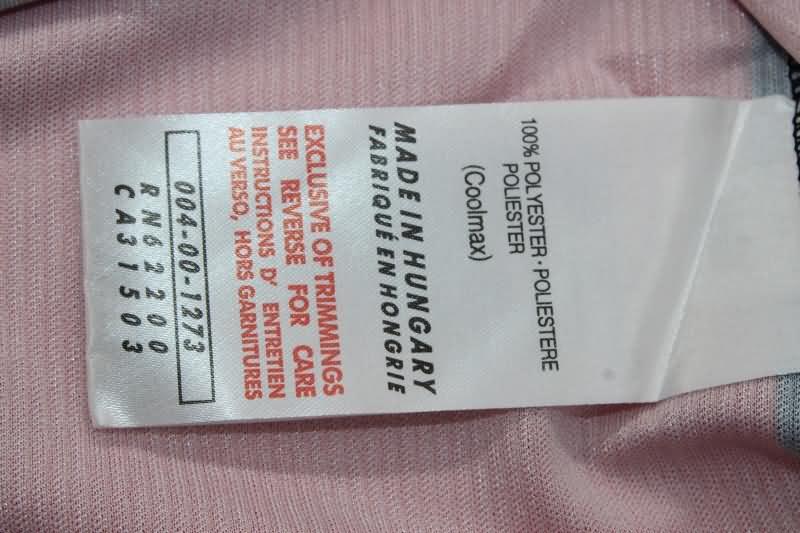 100% POLYESTER · POLIESTERE
POLIESTER
(Coolmax)
MADE IN HUNGARY
FABRIQUÉ EN HONGRIE
EXCLUSIVE OF TRIMMINGS
SEE REVERSE FOR CARE
INSTRUCTIONS D' ENTRETIEN
AU VERSO, HORS GARNITURES
004-00-1273
RN62200
CA31503